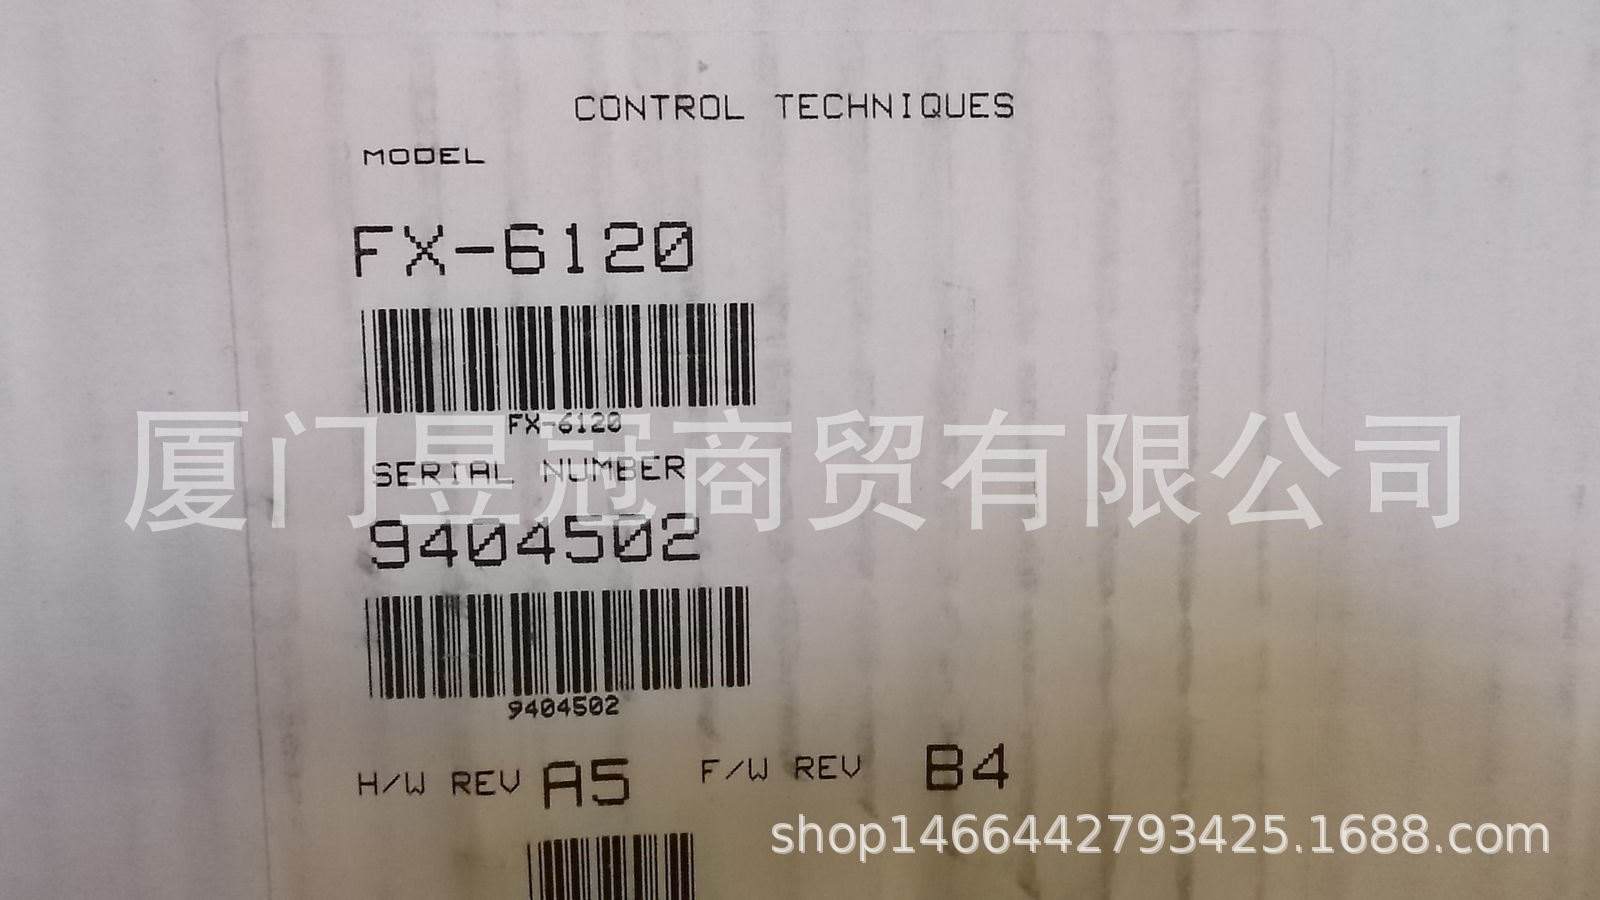 CONTROL TECHNIQUES
MODEL
FX-6120
FX-6120
厦门昱冠商贸有限公司
SERIAL NUMBER
9404502
9404502
H/W REV A5 F/W REV B4
shop1466442793425.1688.com